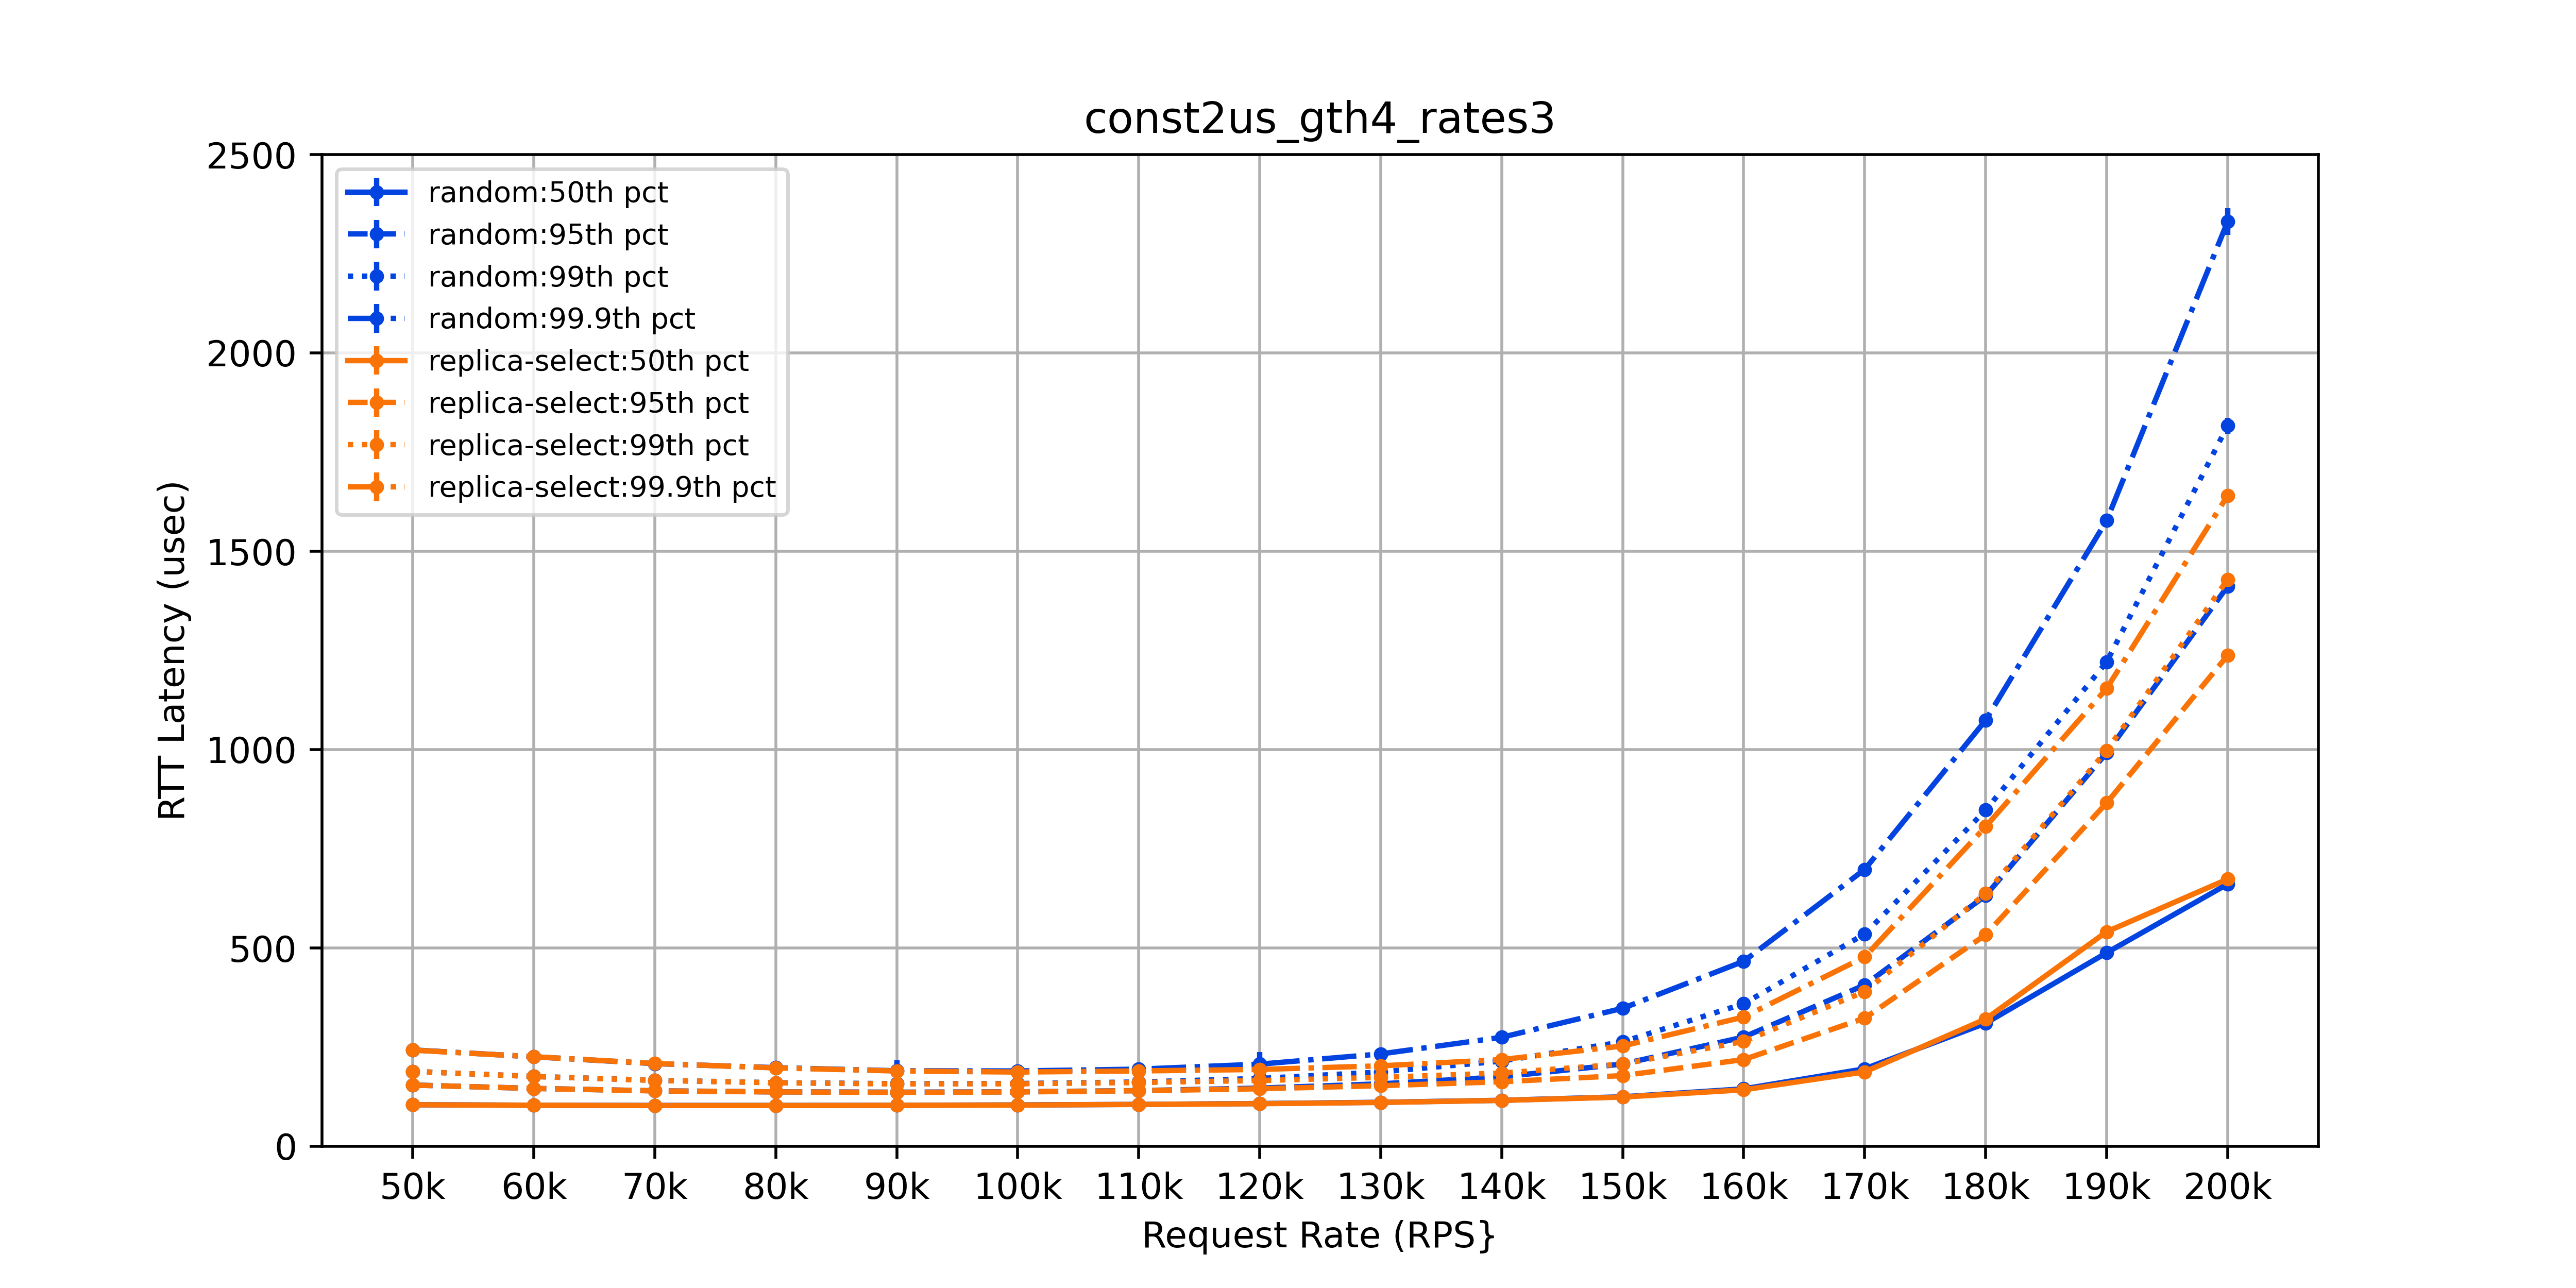 const2us_gth4_rates3
2500
2000
1500
1000
500
0
RTT Latency (usec)
random:50th pct
random:95th pct
random:99th pct
random:99.9th pct
replica-select:50th pct
replica-select:95th pct
replica-select:99th pct
replica-select:99.9th pct
50k 60k 70k 80k 90k 100k 110k 120k 130k 140k 150k 160k 170k 180k 190k 200k
Request Rate (RPS}